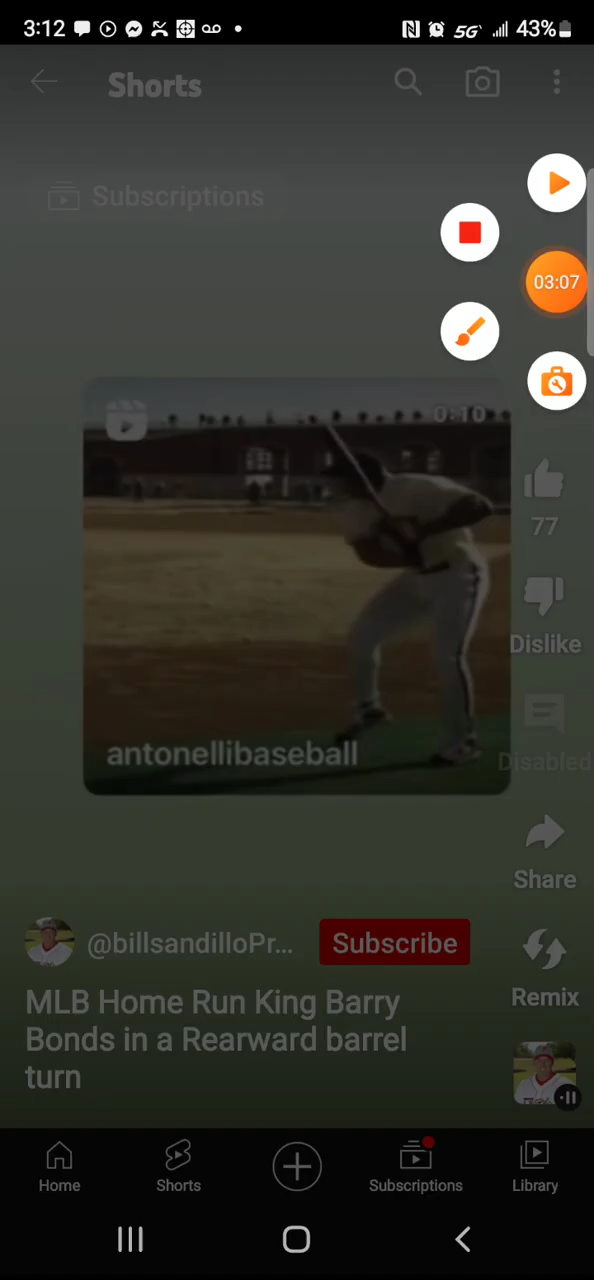 3:12
5G
43%
Shorts
Subscriptions
03:07
0:10
77
Dislike
antonellibaseball
Disabled
Share
@billsandilloPr...
Subscribe
Remix
MLB Home Run King Barry
Bonds in a Rearward barrel
turn
Home
Shorts
Subscriptions
Library